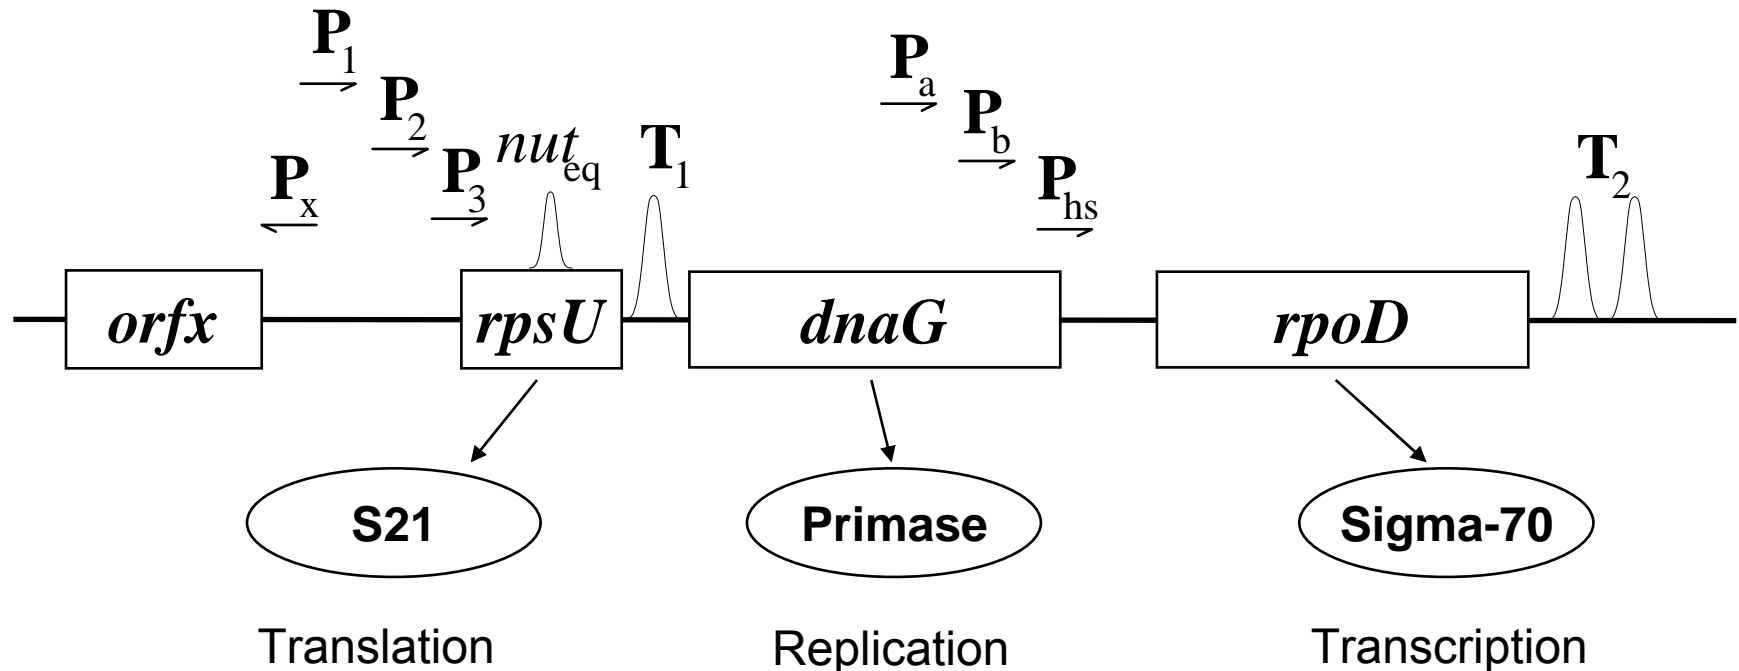 P1
P2
Px
P3
nuteq
T1
Pa
Pb
Phs
T2
orfx
rpsU
dnaG
rpoD
S21
Primase
Sigma-70
Translation
Replication
Transcription